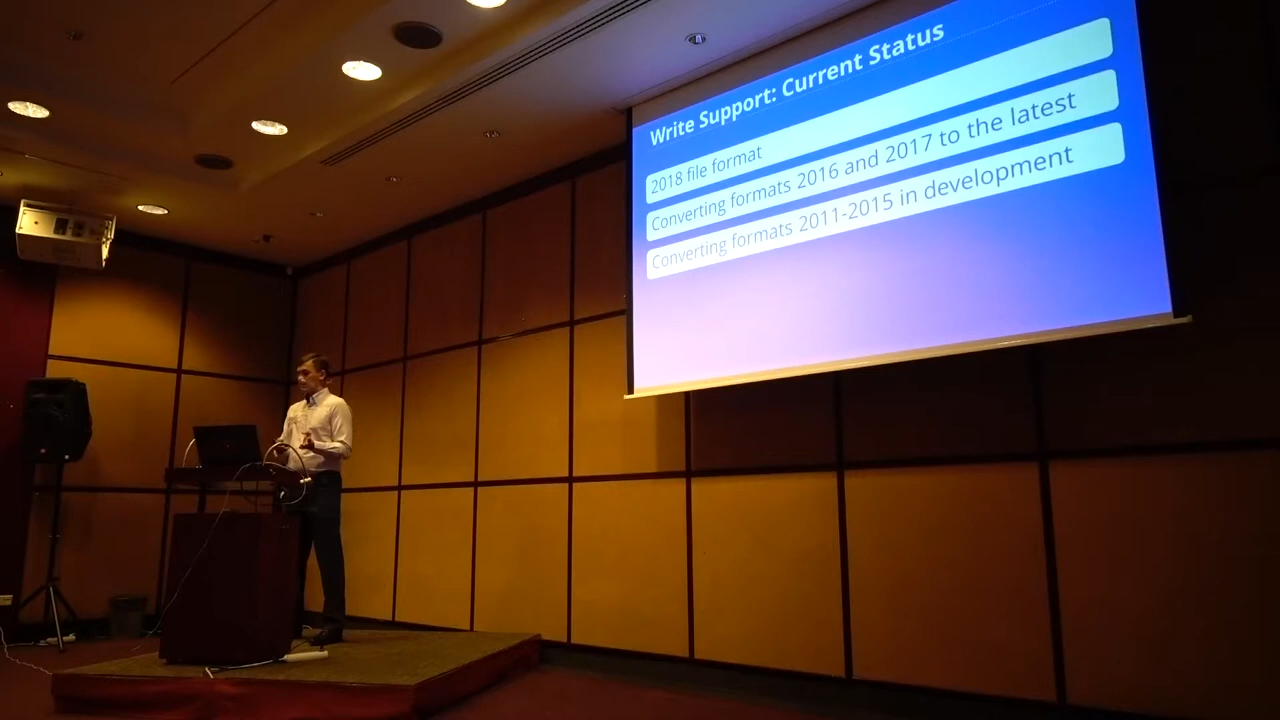 Write Support: Current Status
2018 file format
Converting formats 2016 and 2017 to the latest
Converting formats 2011-2015 in development